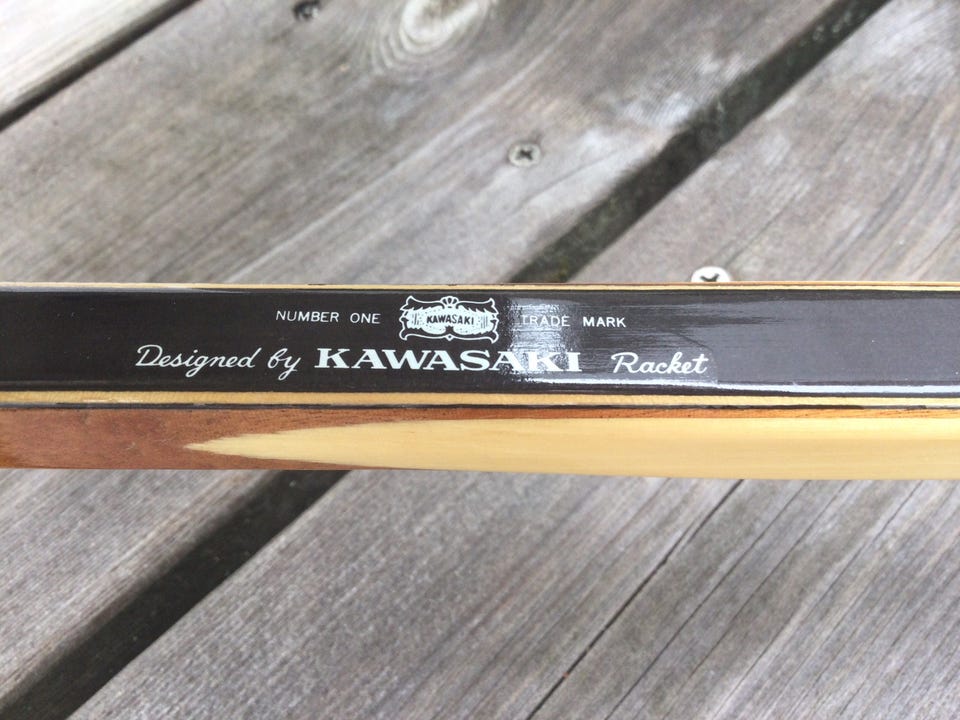 NUMBER ONE KAWASAKI TRADE MARK
Designed by KAWASAKI Racket